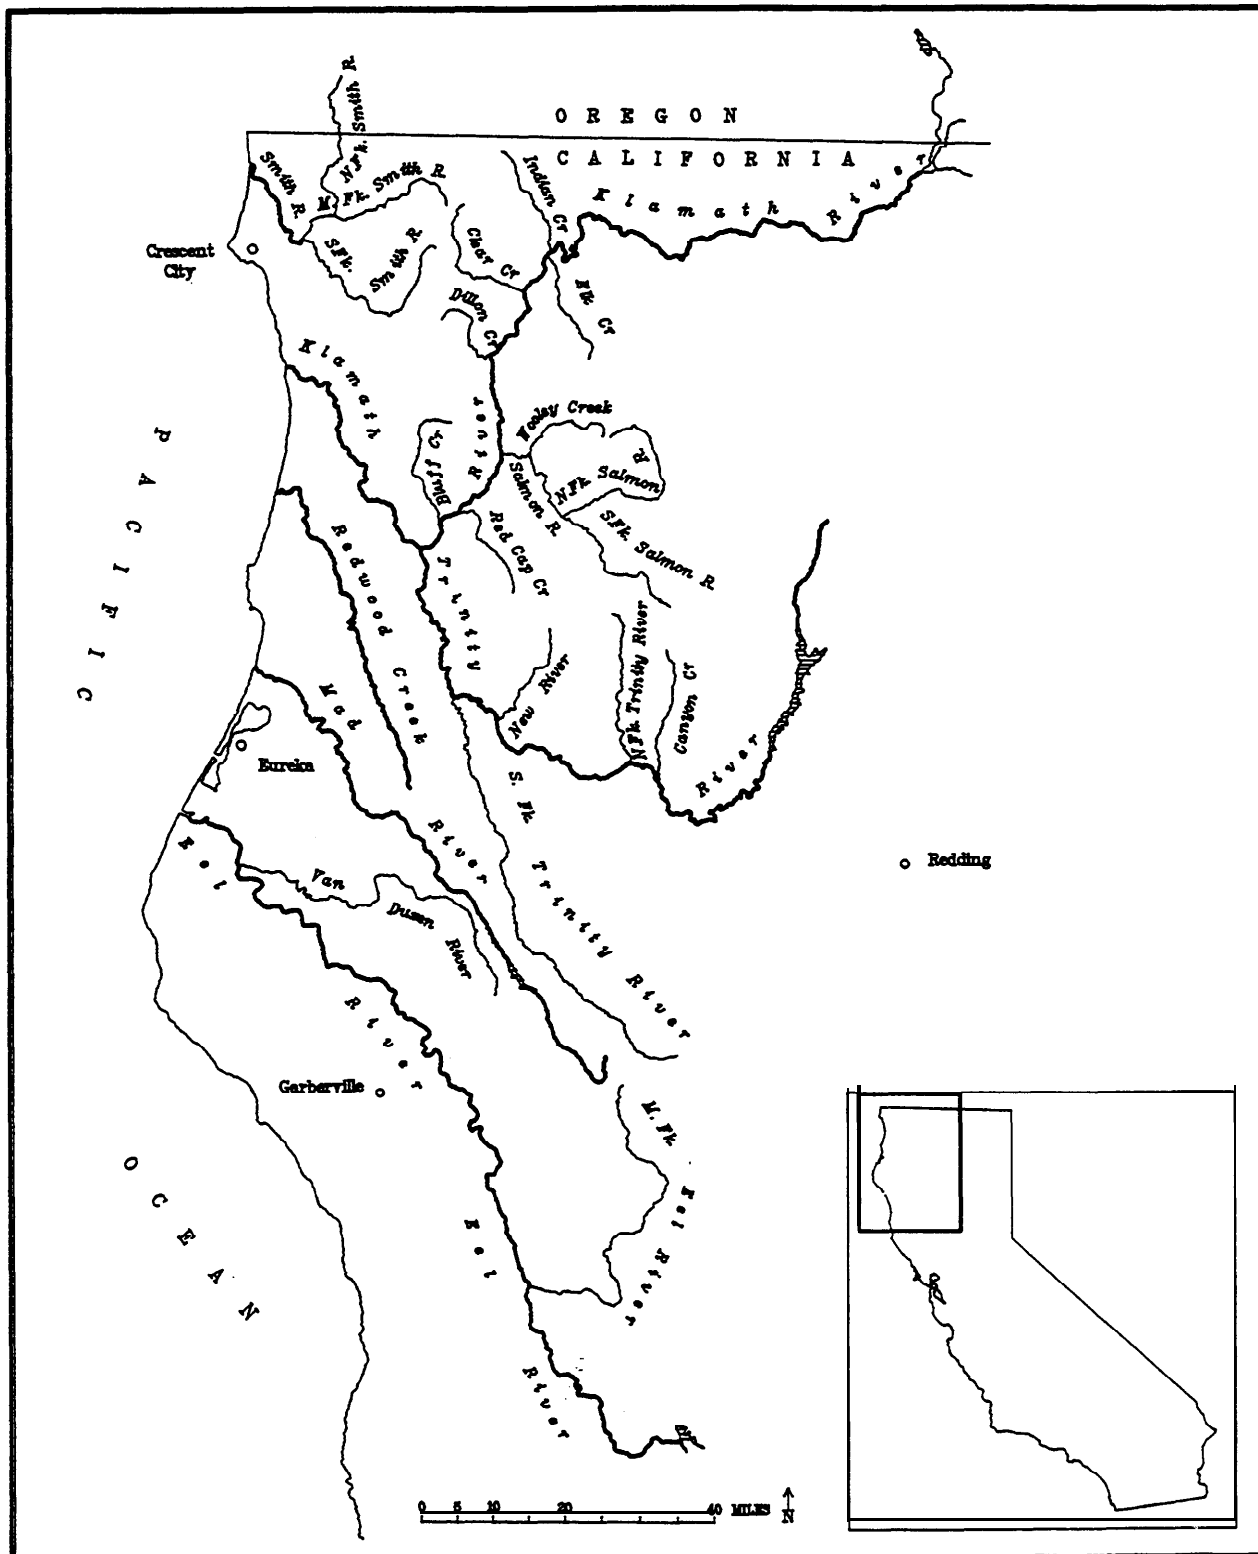 OREGON
CALIFORNIA
N.Fk. Smith R.
Smith R.
M. Fk. Smith R.
S.Fk. Smith R.
Indian Cr
Klamath River
Clear Cr
Elk Cr
Dillon Cr
Crescent
City
Klamath River
Wooley Creek
Bluff Cr
Salmon R.
N.Fk Salmon R.
S.Fk. Salmon R.
Red Cap Cr
PACIFIC
Redwood Creek
Trinity
New River
N Fk. Trinity River
Canyon Cr
River
Mad River
Eureka
S. Fk Trinity River
Redding
Eel River
Van Dusen River
Garberville
M. Fk Eel River
OCEAN
Eel River
0 5 10 20 40 MILES
N